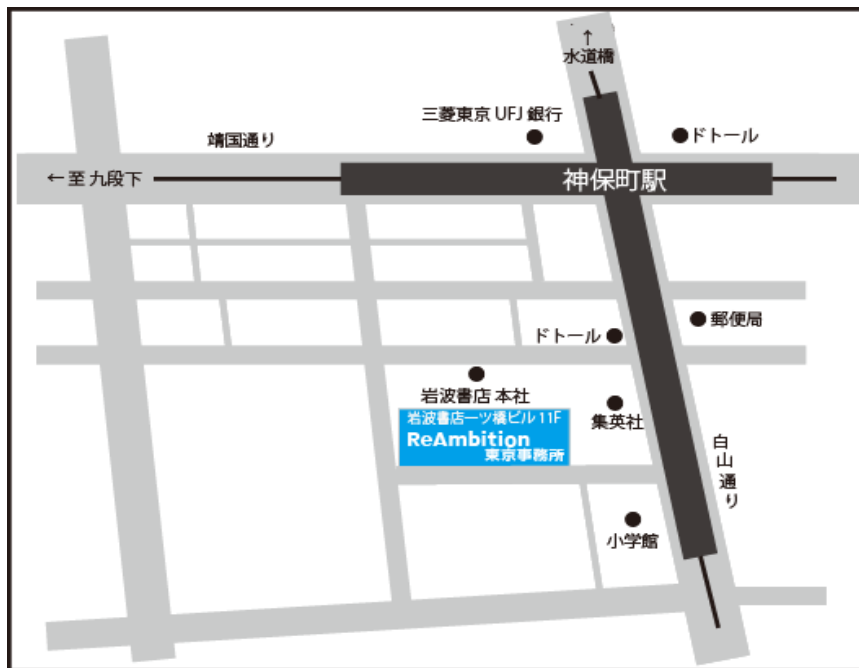 ↑
水道橋
三菱東京 UFJ 銀行
ドトール
靖国通り
← 至 九段下
神保町駅
郵便局
ドトール
岩波書店 本社
集英社
岩波書店一ツ橋ビル 11F
ReAmbition
東京事務所
白山通り
小学館